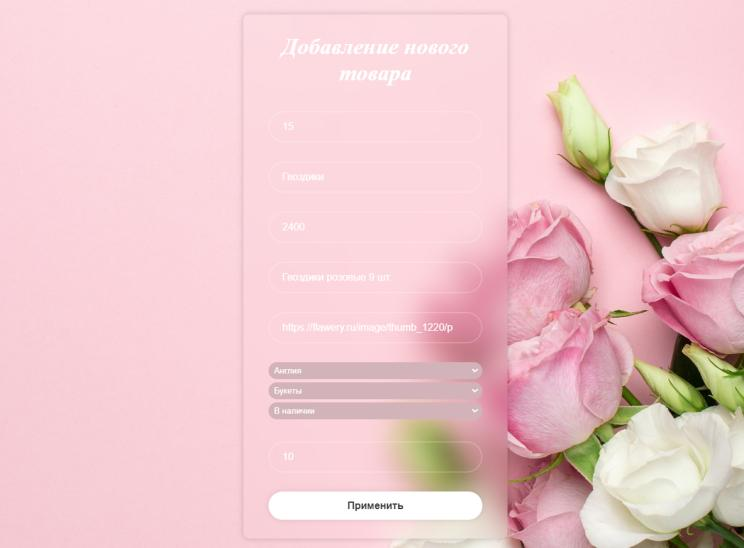 Добавление нового
товара
15
Гвоздики
2400
Гвоздики розовые 9 шт
https://flawery.ru/image/thumb_1220/p
Англия
Букеты
В наличии
10
Применить